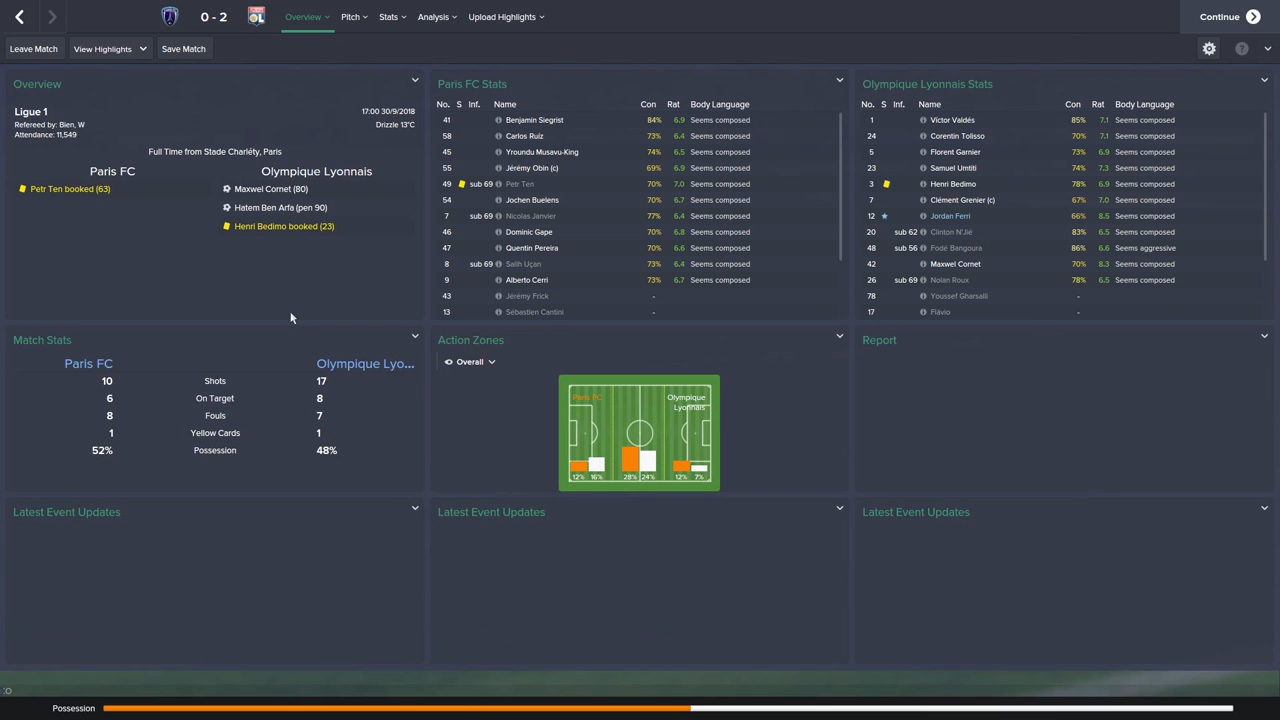 0 - 2
Overview
Pitch
Stats
Analysis
Upload Highlights
Continue
Leave Match
View Highlights
Save Match
?
Overview
Ligue 1
17:00 30/9/2018
Refereed by: Bien, W
Drizzle 13°C
Attendance: 11,549
Full Time from Stade Charléty, Paris
Paris FC Olympique Lyonnais
Petr Ten booked (63)
Maxwel Cornet (80)
Hatem Ben Arfa (pen 90)
Henri Bedimo booked (23)
Paris FC Stats
No. S Inf. Name Con Rat Body Language
41 Benjamin Siegrist 84% 6.9 Seems composed
58 Carlos Ruíz 73% 6.4 Seems composed
45 Yroundu Musavu-King 74% 6.5 Seems composed
55 Jérémy Obin (c) 69% 6.9 Seems composed
49 sub 69 Petr Ten 70% 7.0 Seems composed
54 Jochen Buelens 70% 6.7 Seems composed
7 sub 69 Nicolas Janvier 77% 6.4 Seems composed
46 Dominic Gape 70% 6.8 Seems composed
47 Quentin Pereira 70% 6.6 Seems composed
8 sub 69 Salih Uçan 73% 6.4 Seems composed
9 Alberto Cerri 73% 6.7 Seems composed
43 Jérémy Frick -
13 Sébastien Cantini -
Olympique Lyonnais Stats
No. S Inf. Name Con Rat Body Language
1 Víctor Valdés 85% 7.1 Seems composed
24 Corentin Tolisso 70% 7.1 Seems composed
5 Florent Garnier 73% 6.9 Seems composed
23 Samuel Umtiti 74% 7.3 Seems composed
3 Henri Bedimo 78% 6.9 Seems composed
7 Clément Grenier (c) 67% 7.0 Seems composed
12 Jordan Ferri 66% 8.5 Seems composed
20 sub 62 Clinton N'Jié 83% 6.5 Seems composed
48 sub 56 Fodé Bangoura 86% 6.6 Seems aggressive
42 Maxwel Cornet 70% 8.3 Seems composed
26 sub 69 Nolan Roux 78% 6.5 Seems composed
78 Youssef Gharsalli -
17 Flávio -
Match Stats
Paris FC Olympique Lyo...
10 Shots 17
6 On Target 8
8 Fouls 7
1 Yellow Cards 1
52% Possession 48%
Action Zones
Overall
Paris FC Olympique
Lyonnais
12% 16% 28% 24% 12% 7%
Report
Latest Event Updates
Latest Event Updates
Latest Event Updates
Possession